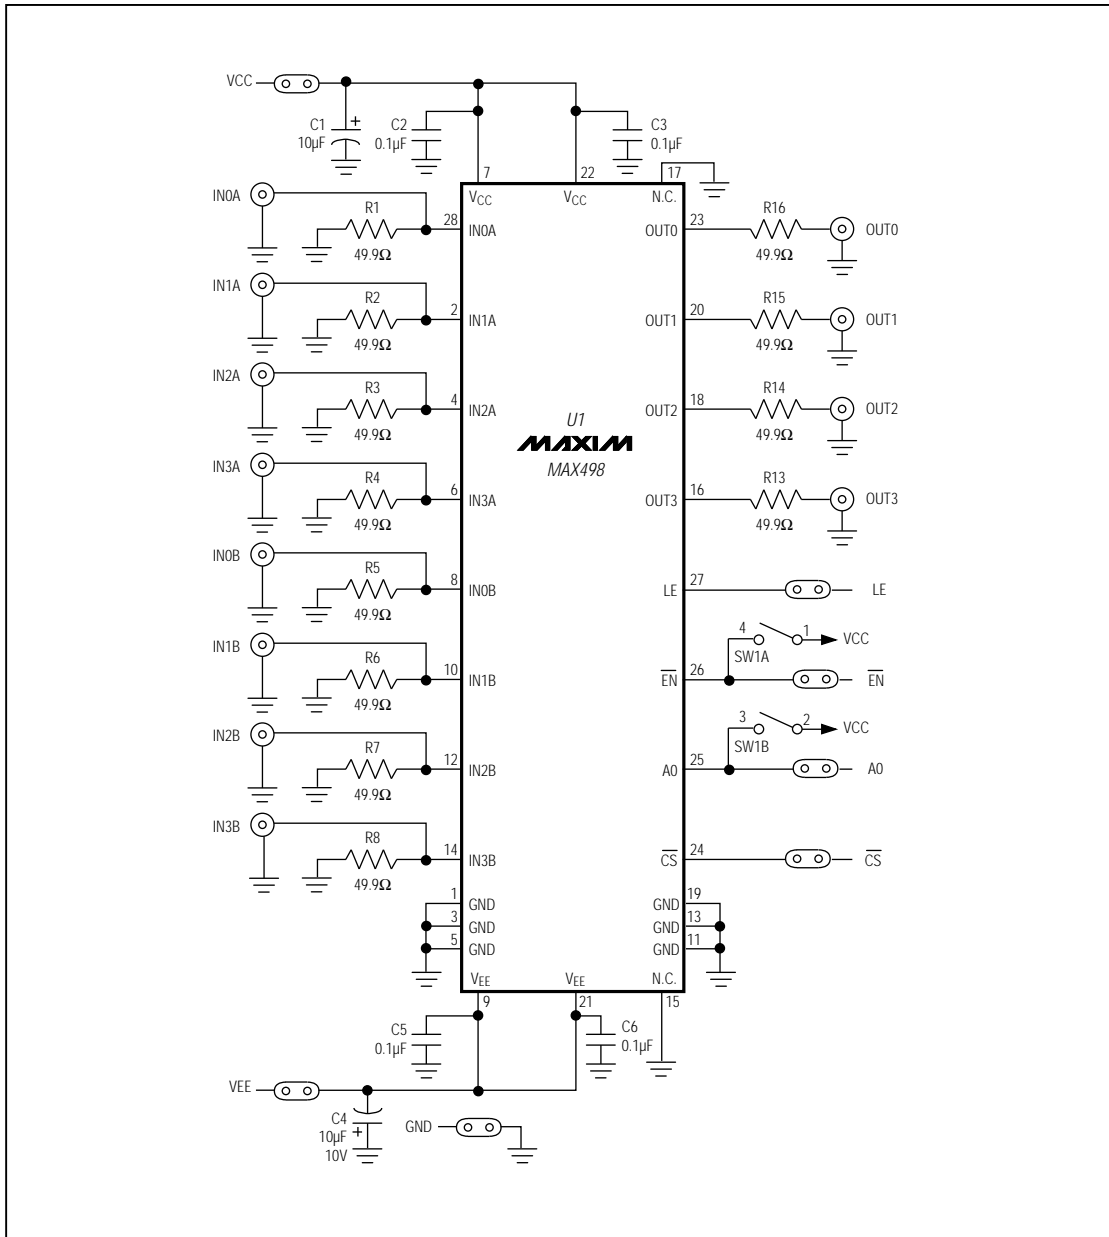 VCC
C1
+
10µF
C2
0.1µF
C3
0.1µF
7
22
17
VCC
VCC
N.C.
IN0A
R1
49.9Ω
28
IN0A
OUT0
23
R16
49.9Ω
OUT0
IN1A
R2
49.9Ω
2
IN1A
OUT1
20
R15
49.9Ω
OUT1
IN2A
R3
49.9Ω
4
IN2A
OUT2
18
R14
49.9Ω
OUT2
U1
MAXIM
MAX498
IN3A
R4
49.9Ω
6
IN3A
OUT3
16
R13
49.9Ω
OUT3
IN0B
R5
49.9Ω
8
IN0B
LE
27
LE
IN1B
R6
49.9Ω
10
IN1B
4
1
VCC
SW1A
EN
26
EN
IN2B
R7
49.9Ω
12
IN2B
3
2
VCC
SW1B
A0
25
A0
IN3B
R8
49.9Ω
14
IN3B
CS
24
CS
1
GND
3
GND
5
GND
GND
19
GND
13
GND
11
VEE
VEE
N.C.
9
21
15
C5
0.1µF
C6
0.1µF
VEE
C4
10µF
+
10V
GND